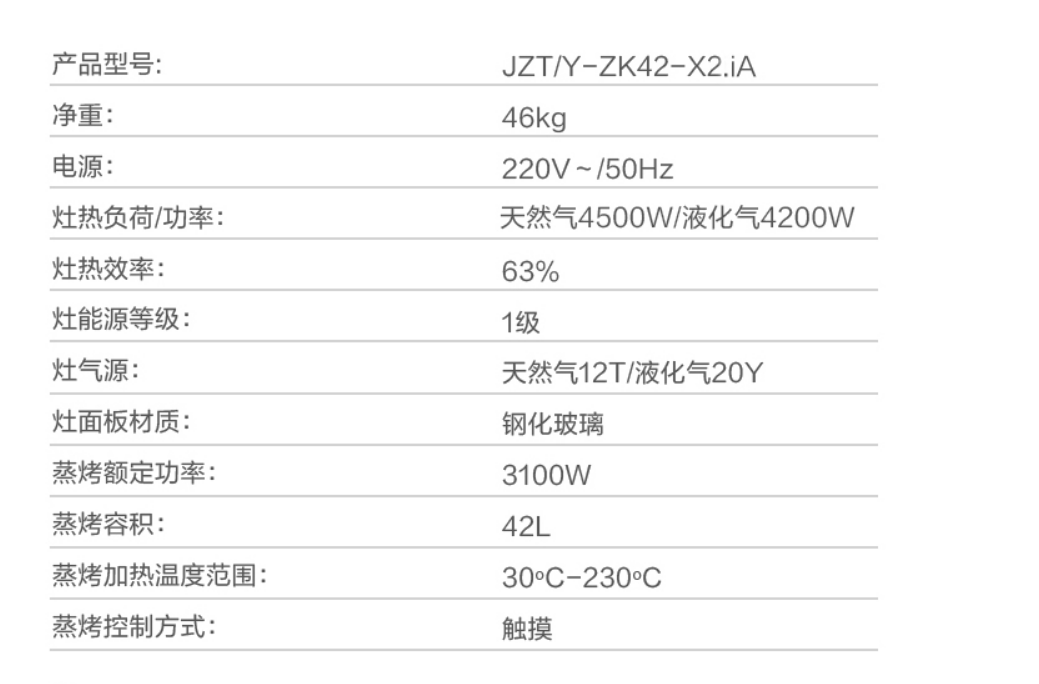 产品型号: JZT/Y-ZK42-X2.iA
净重: 46kg
电源: 220V~/50Hz
灶热负荷/功率: 天然气4500W/液化气4200W
灶热效率: 63%
灶能源等级: 1级
灶气源: 天然气12T/液化气20Y
灶面板材质: 钢化玻璃
蒸烤额定功率: 3100W
蒸烤容积: 42L
蒸烤加热温度范围: 30ºC-230ºC
蒸烤控制方式: 触摸